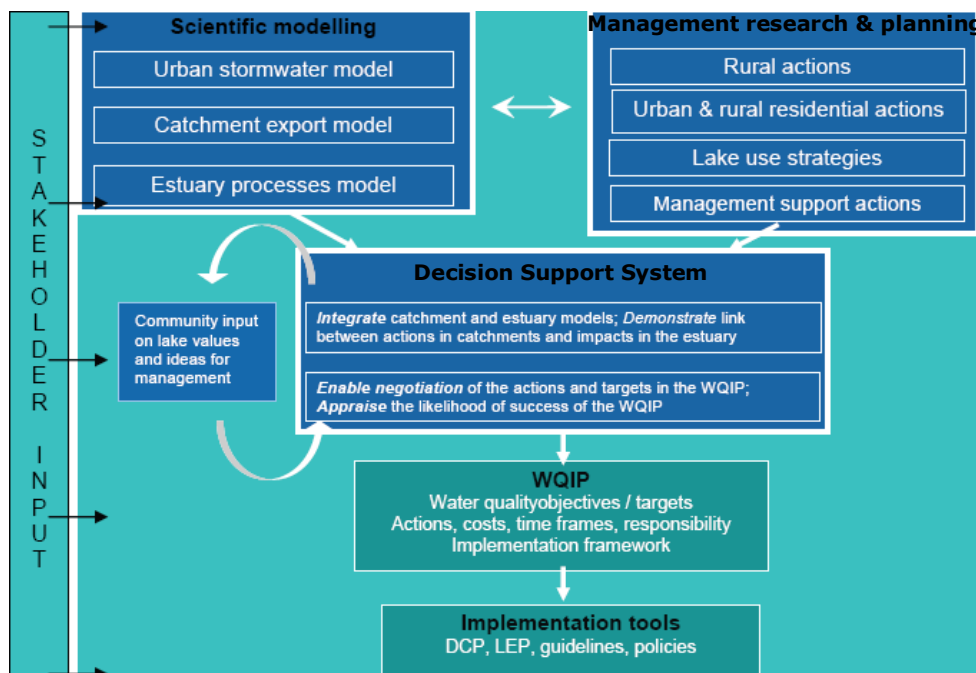 STAKEHOLDER INPUT
Scientific modelling
Urban stormwater model
Catchment export model
Estuary processes model
Management research & planning
Rural actions
Urban & rural residential actions
Lake use strategies
Management support actions
Decision Support System
Integrate catchment and estuary models; Demonstrate link
between actions in catchments and impacts in the estuary
Enable negotiation of the actions and targets in the WQIP;
Appraise the likelihood of success of the WQIP
Community input
on lake values
and ideas for
management
WQIP
Water qualityobjectives / targets
Actions, costs, time frames, responsibility
Implementation framework
Implementation tools
DCP, LEP, guidelines, policies